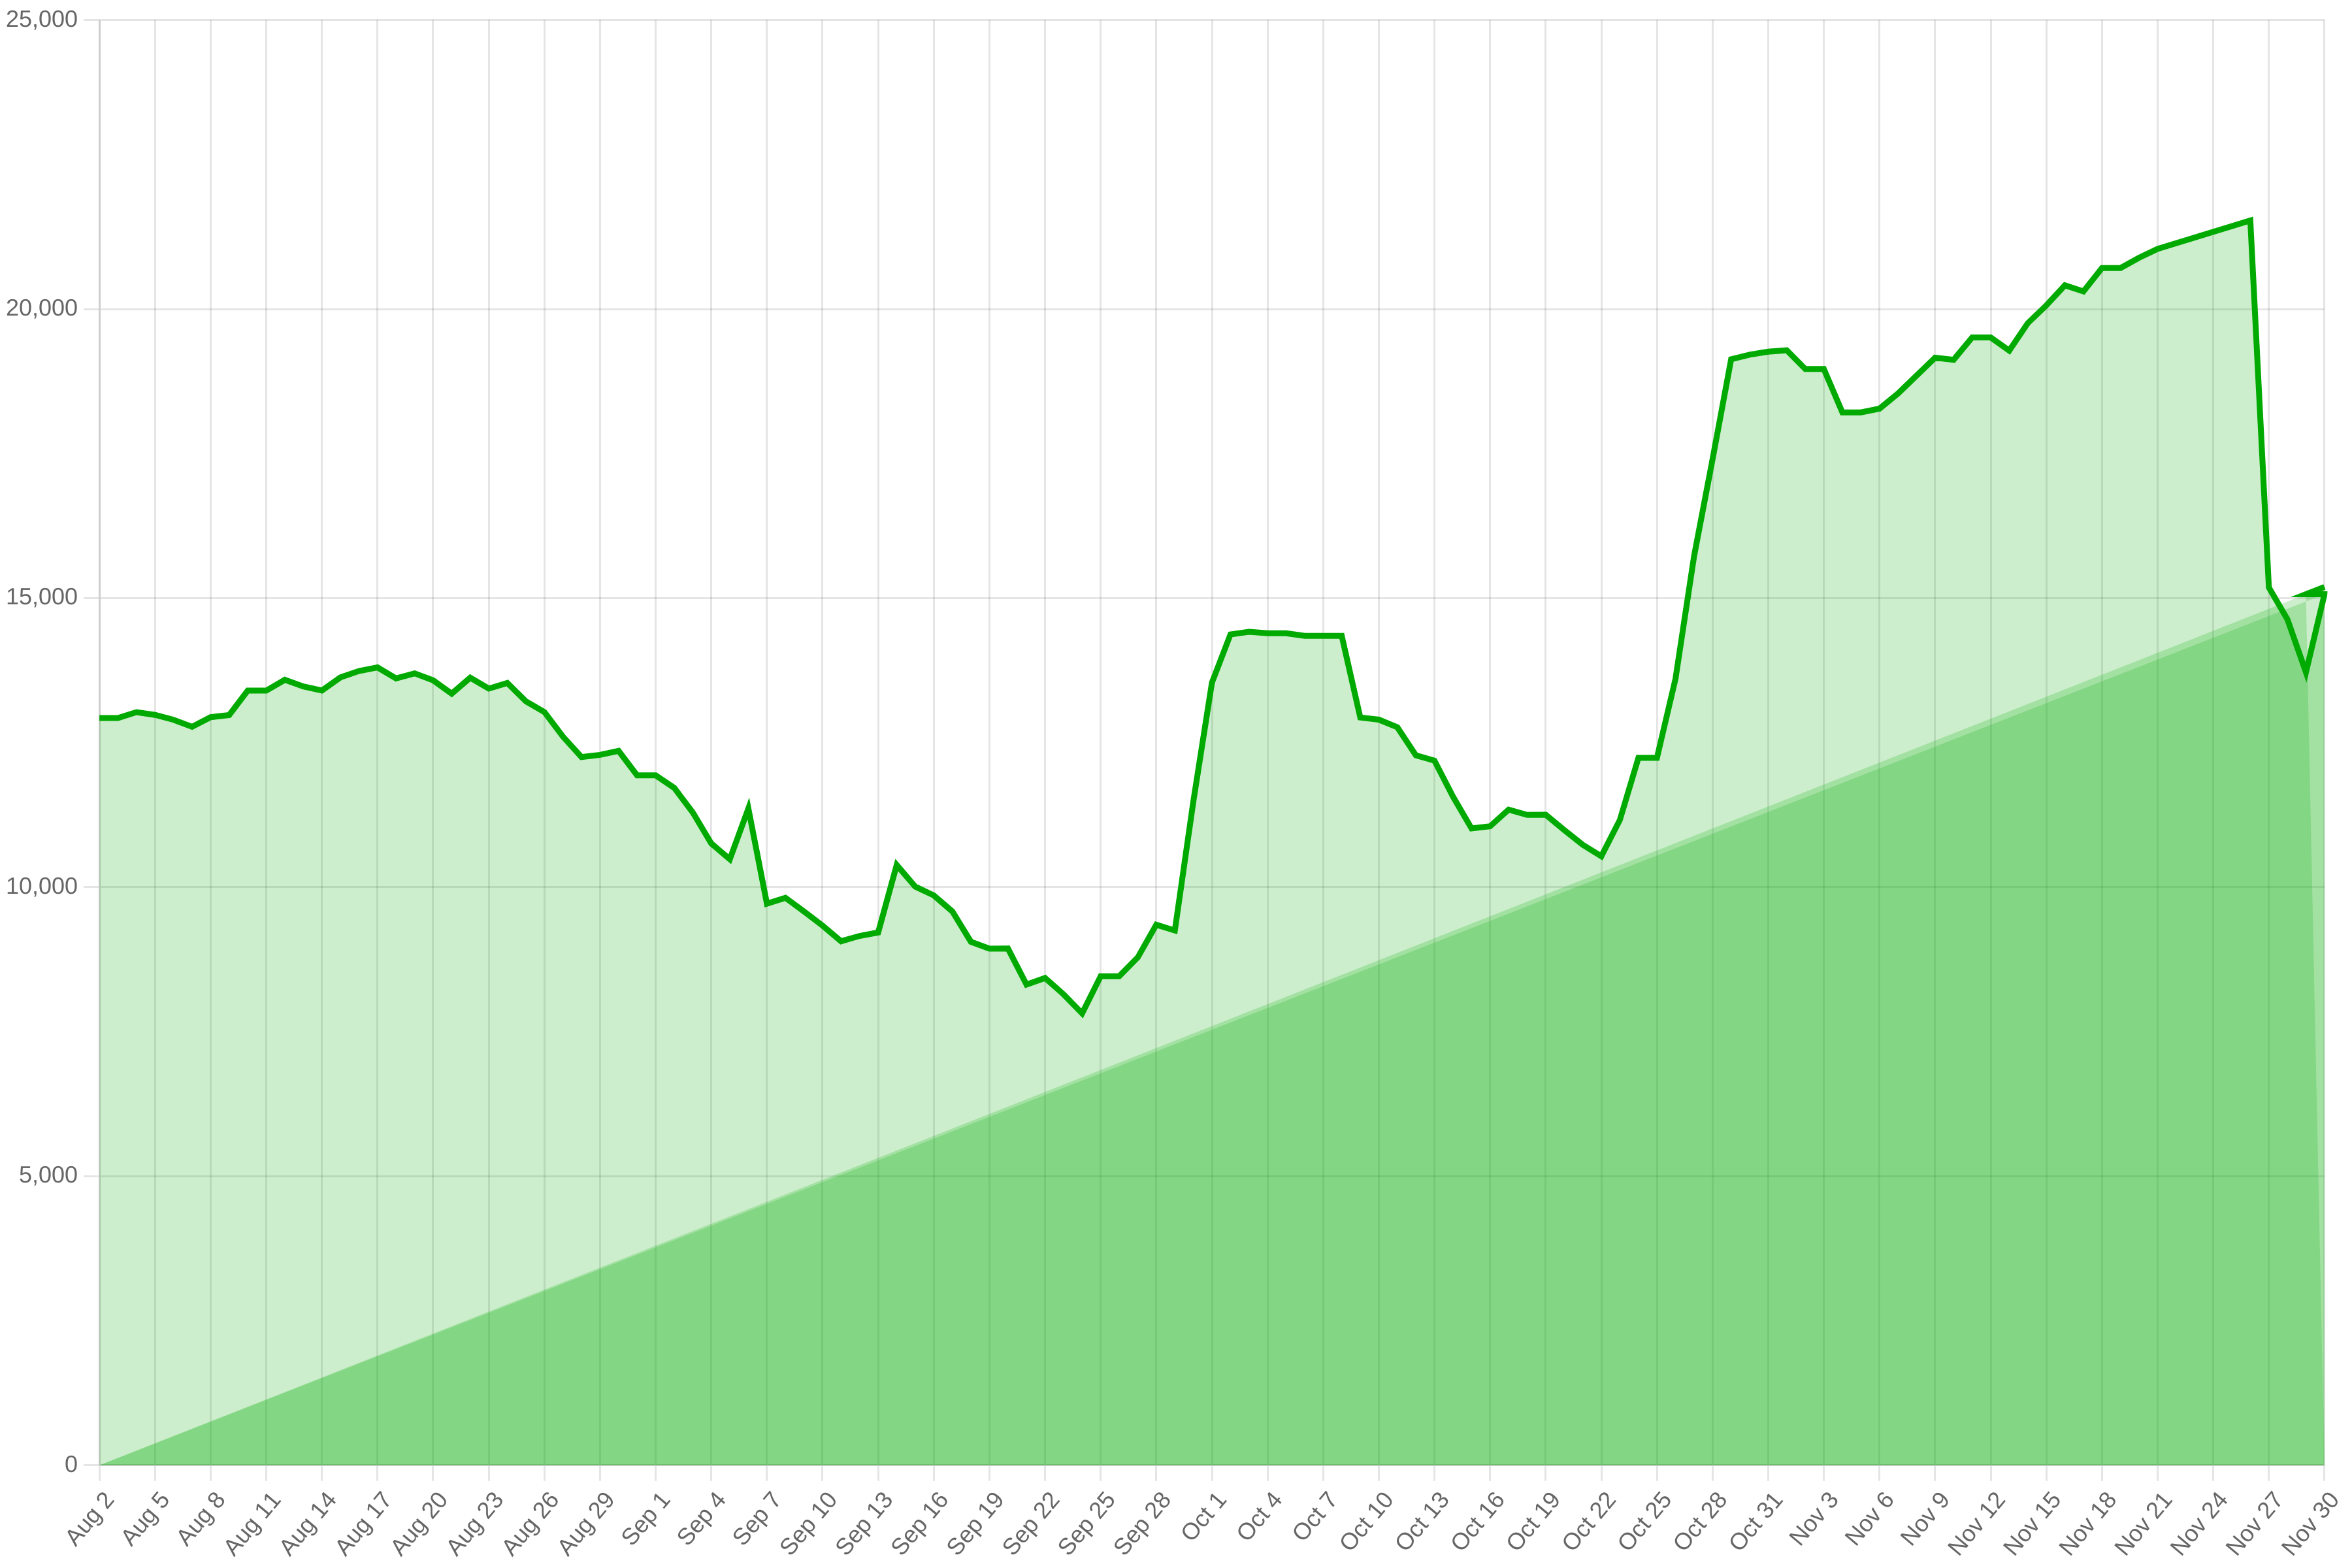 25,000
20,000
15,000
10,000
5,000
0
Aug 2
Aug 5
Aug 8
Aug 11
Aug 14
Aug 17
Aug 20
Aug 23
Aug 26
Aug 29
Sep 1
Sep 4
Sep 7
Sep 10
Sep 13
Sep 16
Sep 19
Sep 22
Sep 25
Sep 28
Oct 1
Oct 4
Oct 7
Oct 10
Oct 13
Oct 16
Oct 19
Oct 22
Oct 25
Oct 28
Oct 31
Nov 3
Nov 6
Nov 9
Nov 12
Nov 15
Nov 18
Nov 21
Nov 24
Nov 27
Nov 30